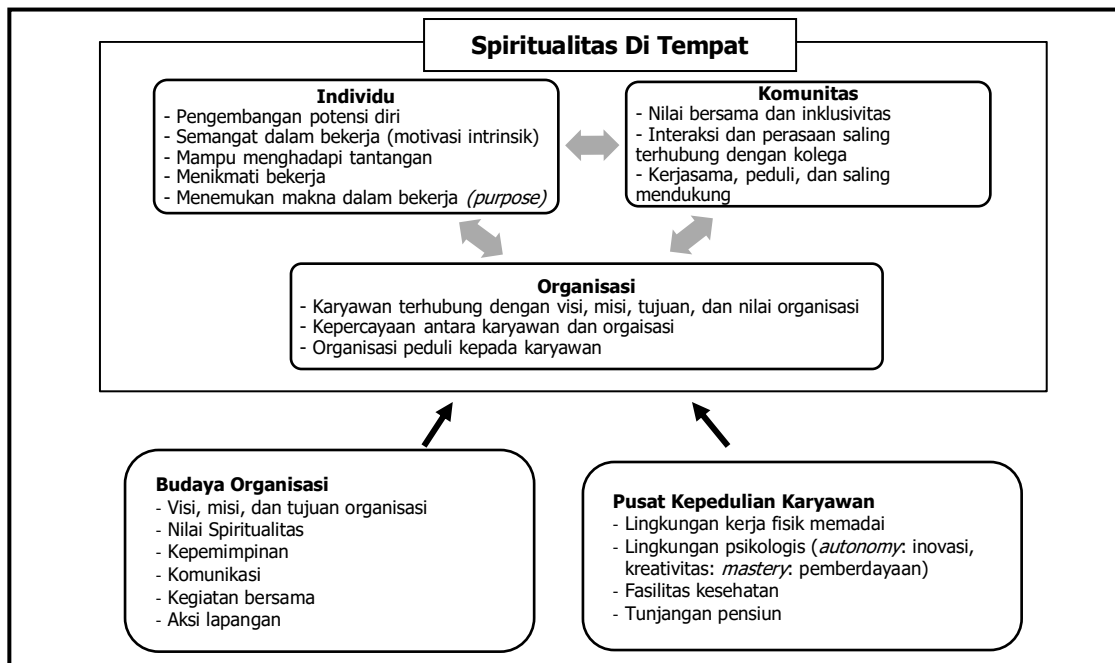 Spiritualitas Di Tempat
Individu
- Pengembangan potensi diri
- Semangat dalam bekerja (motivasi intrinsik)
- Mampu menghadapi tantangan
- Menikmati bekerja
- Menemukan makna dalam bekerja (purpose)
Komunitas
- Nilai bersama dan inklusivitas
- Interaksi dan perasaan saling
terhubung dengan kolega
- Kerjasama, peduli, dan saling
mendukung
Organisasi
- Karyawan terhubung dengan visi, misi, tujuan, dan nilai organisasi
- Kepercayaan antara karyawan dan orgaisasi
- Organisasi peduli kepada karyawan
Budaya Organisasi
- Visi, misi, dan tujuan organisasi
- Nilai Spiritualitas
- Kepemimpinan
- Komunikasi
- Kegiatan bersama
- Aksi lapangan
Pusat Kepedulian Karyawan
- Lingkungan kerja fisik memadai
- Lingkungan psikologis (autonomy: inovasi,
kreativitas: mastery: pemberdayaan)
- Fasilitas kesehatan
- Tunjangan pensiun